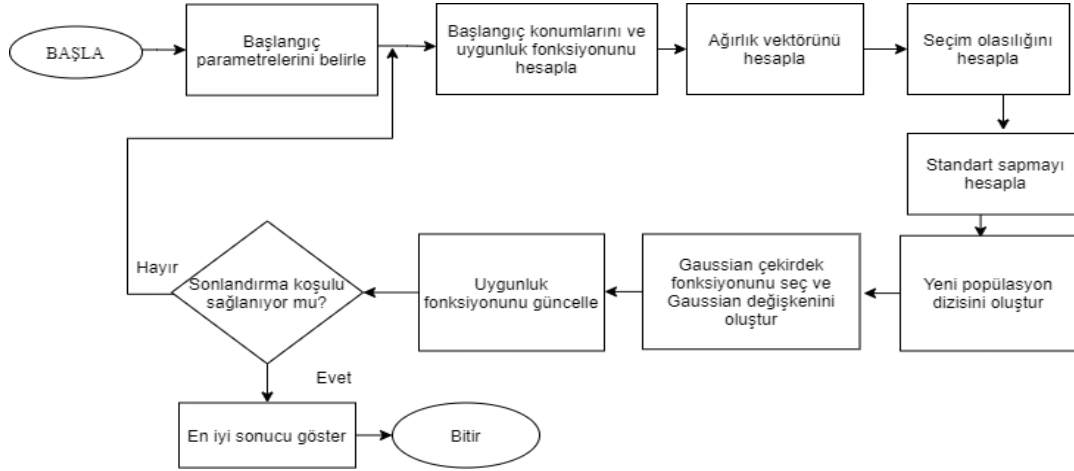 BAŞLA
Başlangıç
parametrelerini belirle
Başlangıç konumlarını ve
uygunluk fonksiyonunu
hesapla
Ağırlık vektörünü
hesapla
Seçim olasılığını
hesapla
Standart sapmayı
hesapla
Yeni popülasyon
dizisini oluştur
Gaussian çekirdek
fonksiyonunu seç ve
Gaussian değişkenini
oluştur
Uygunluk
fonksiyonunu güncelle
Sonlandırma koşulu
sağlanıyor mu?
Hayır
Evet
En iyi sonucu göster
Bitir